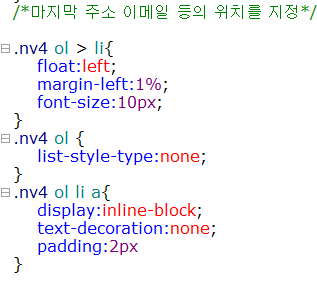 /*마지막 주소 이메일 등의 위치를 지정*/
.nv4 ol > li{
float:left;
margin-left:1%;
font-size:10px;
}
.nv4 ol {
list-style-type:none;
}
.nv4 ol li a{
display:inline-block;
text-decoration:none;
padding:2px
}